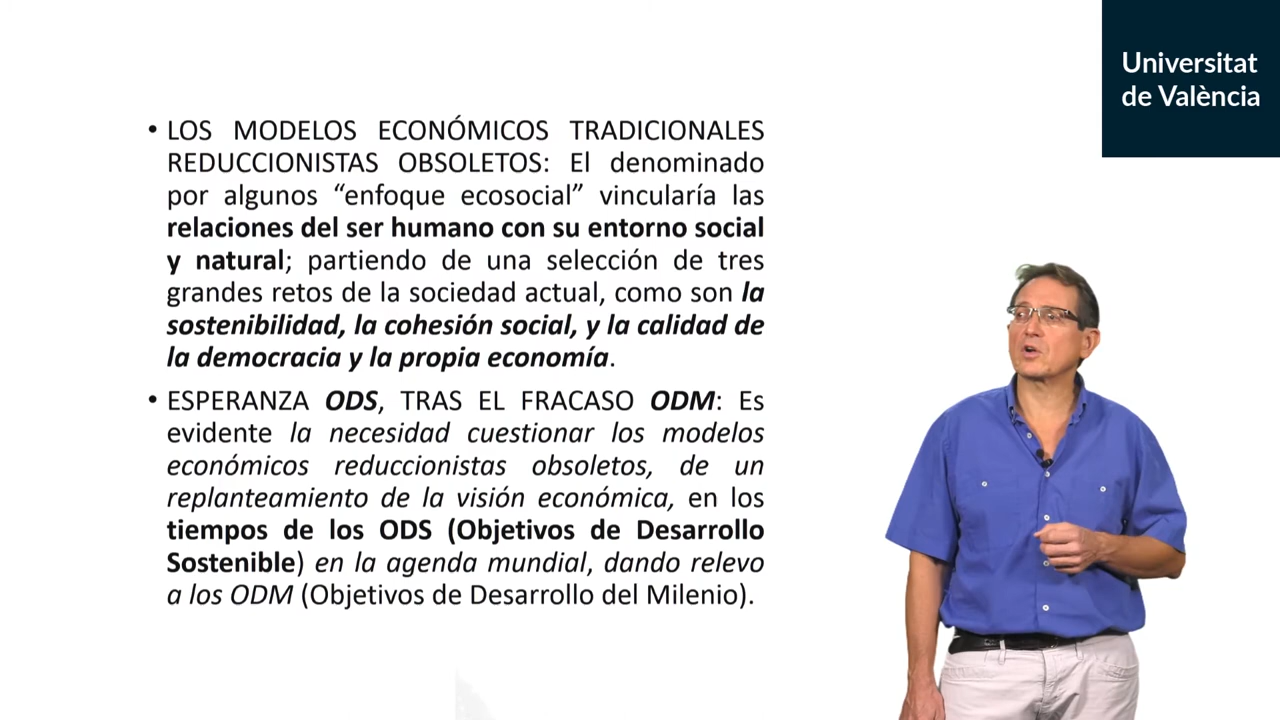 Universitat
de València
• LOS MODELOS ECONÓMICOS TRADICIONALES
REDUCCIONISTAS OBSOLETOS: El denominado
por algunos “enfoque ecosocial” vincularía las
relaciones del ser humano con su entorno social
y natural; partiendo de una selección de tres
grandes retos de la sociedad actual, como son la
sostenibilidad, la cohesión social, y la calidad de
la democracia y la propia economía.
• ESPERANZA ODS, TRAS EL FRACASO ODM: Es
evidente la necesidad cuestionar los modelos
económicos reduccionistas obsoletos, de un
replanteamiento de la visión económica, en los
tiempos de los ODS (Objetivos de Desarrollo
Sostenible) en la agenda mundial, dando relevo
a los ODM (Objetivos de Desarrollo del Milenio).